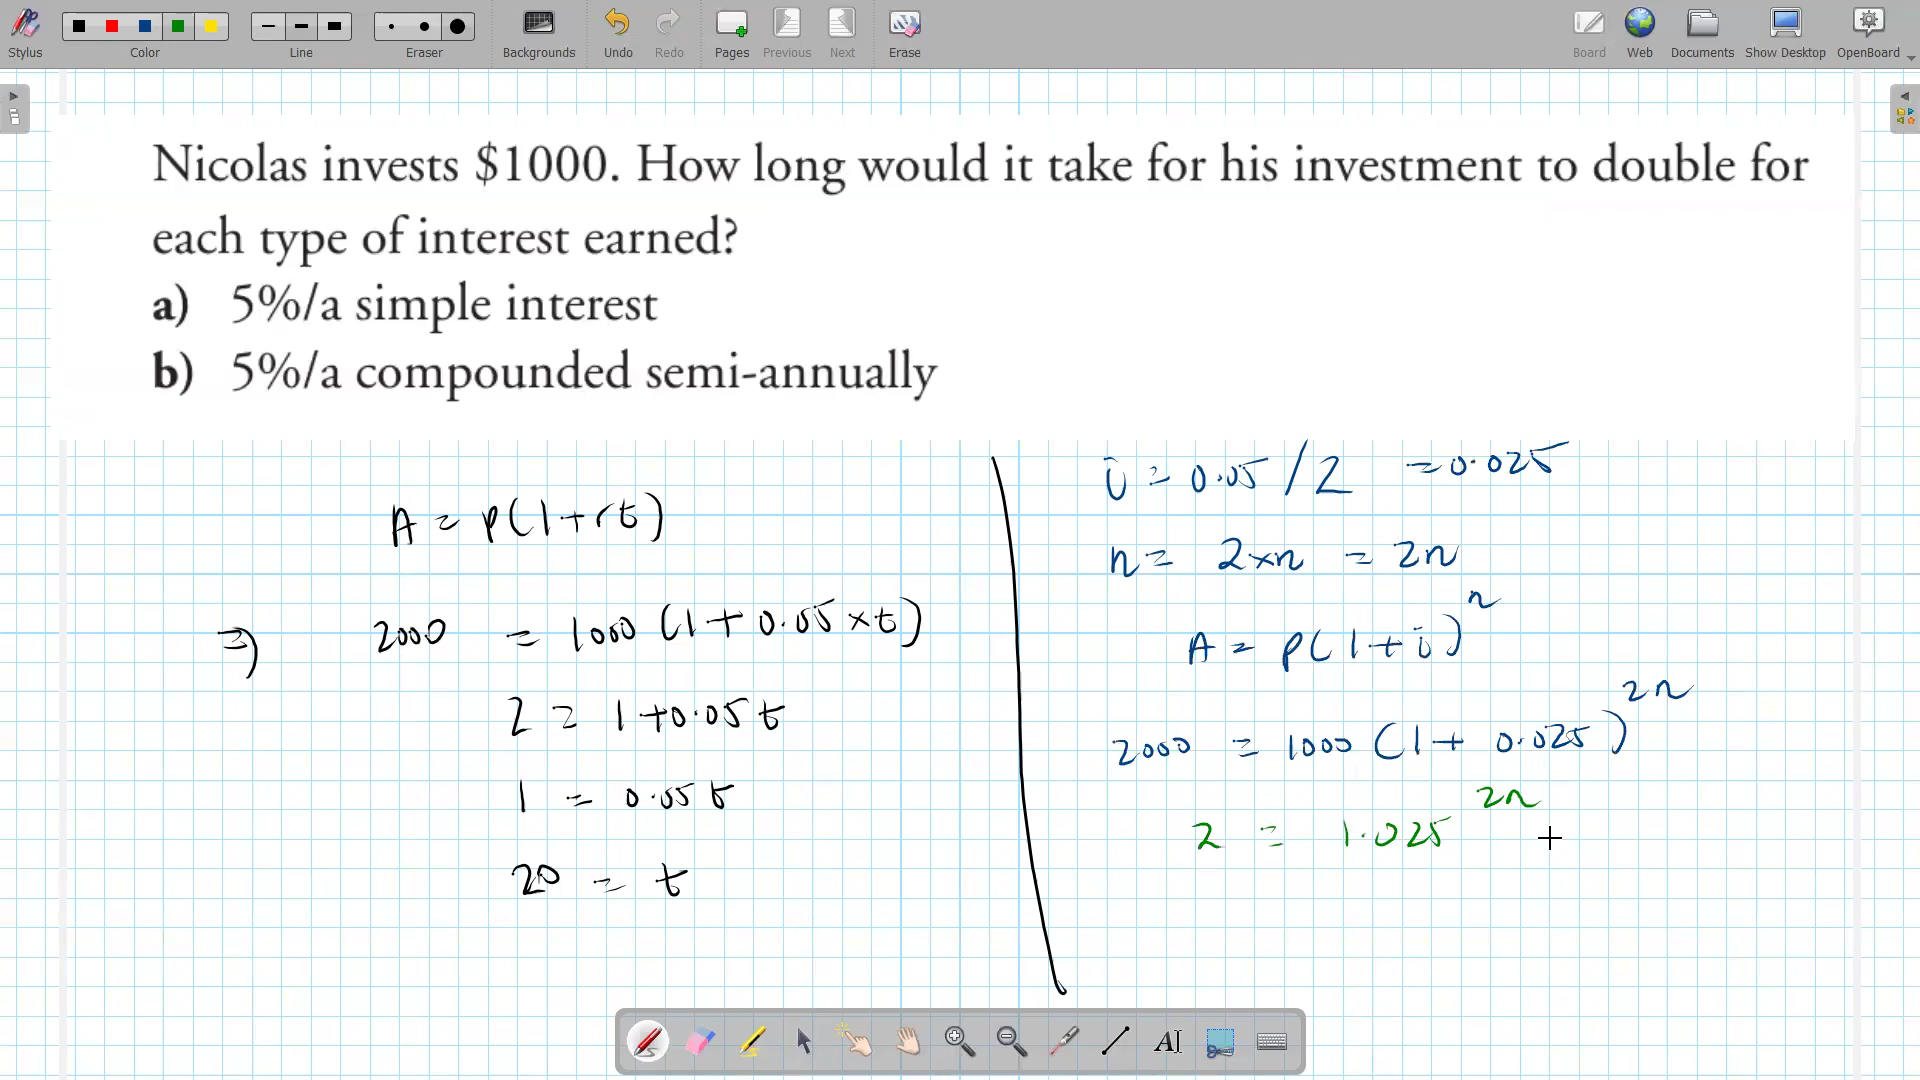 Stylus Color Line Eraser Backgrounds Undo Redo Pages Previous Next Erase Board Web Documents Show Desktop OpenBoard
Nicolas invests $1000. How long would it take for his investment to double for
each type of interest earned?
a) 5%/a simple interest
b) 5%/a compounded semi-annually
A = P(1+rt)
⇒ 2000 = 1000 (1+0.05×t)
2 = 1+0.05t
1 = 0.05t
20 = t
i = 0.05/2 = 0.025
n = 2×n = 2n
A = P(1+i)^n
2000 = 1000 (1+0.025)^2n
2 = 1.025^2n